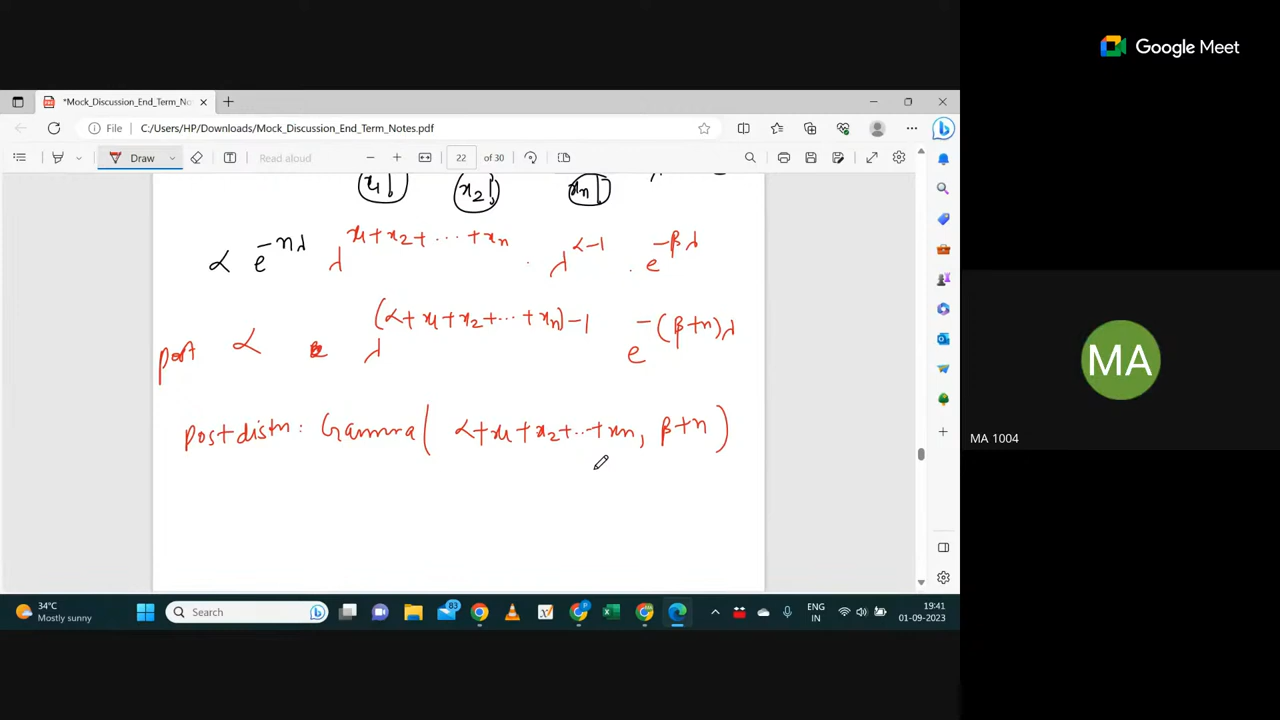 Google Meet
*Mock_Discussion_End_Term_No
File C:/Users/HP/Downloads/Mock_Discussion_End_Term_Notes.pdf
Draw Read aloud 22 of 30
x₁! x₂! xₙ!
∝ e^{-nλ} λ^{x₁+x₂+⋯+xₙ} · λ^{α-1} · e^{-βλ}
post ∝ λ^{(α+x₁+x₂+⋯+xₙ)-1} e^{-(β+n)λ}
post distn: Gamma(α+x₁+x₂+⋯+xₙ, β+n)
MA
MA 1004
34°C
Mostly sunny
Search
83
ENG
IN
19:41
01-09-2023